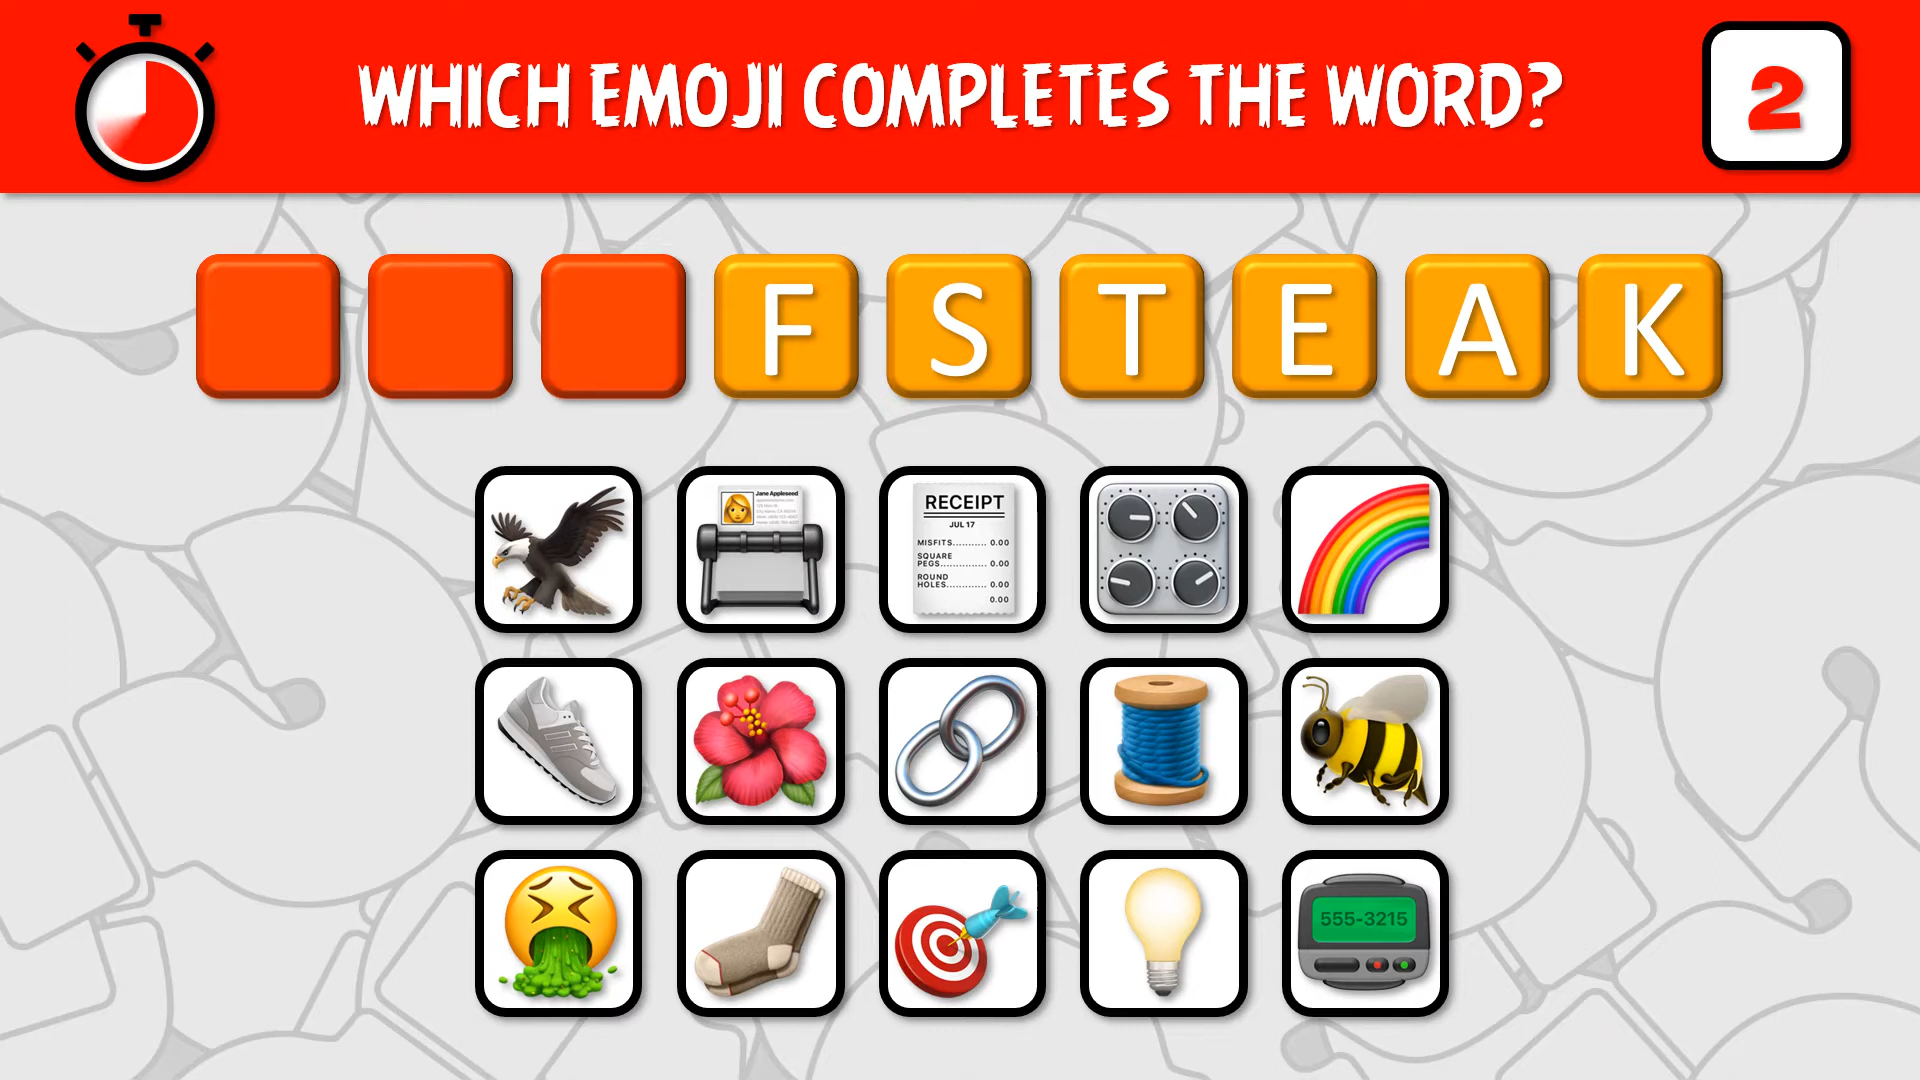 WHICH EMOJI COMPLETES THE WORD?
2
F S T E A K
Jane Appleseed
RECEIPT
JUL 17
MISFITS........... 0.00
SQUARE
PEGS................ 0.00
ROUND
HOLES.............. 0.00
0.00
555-3215